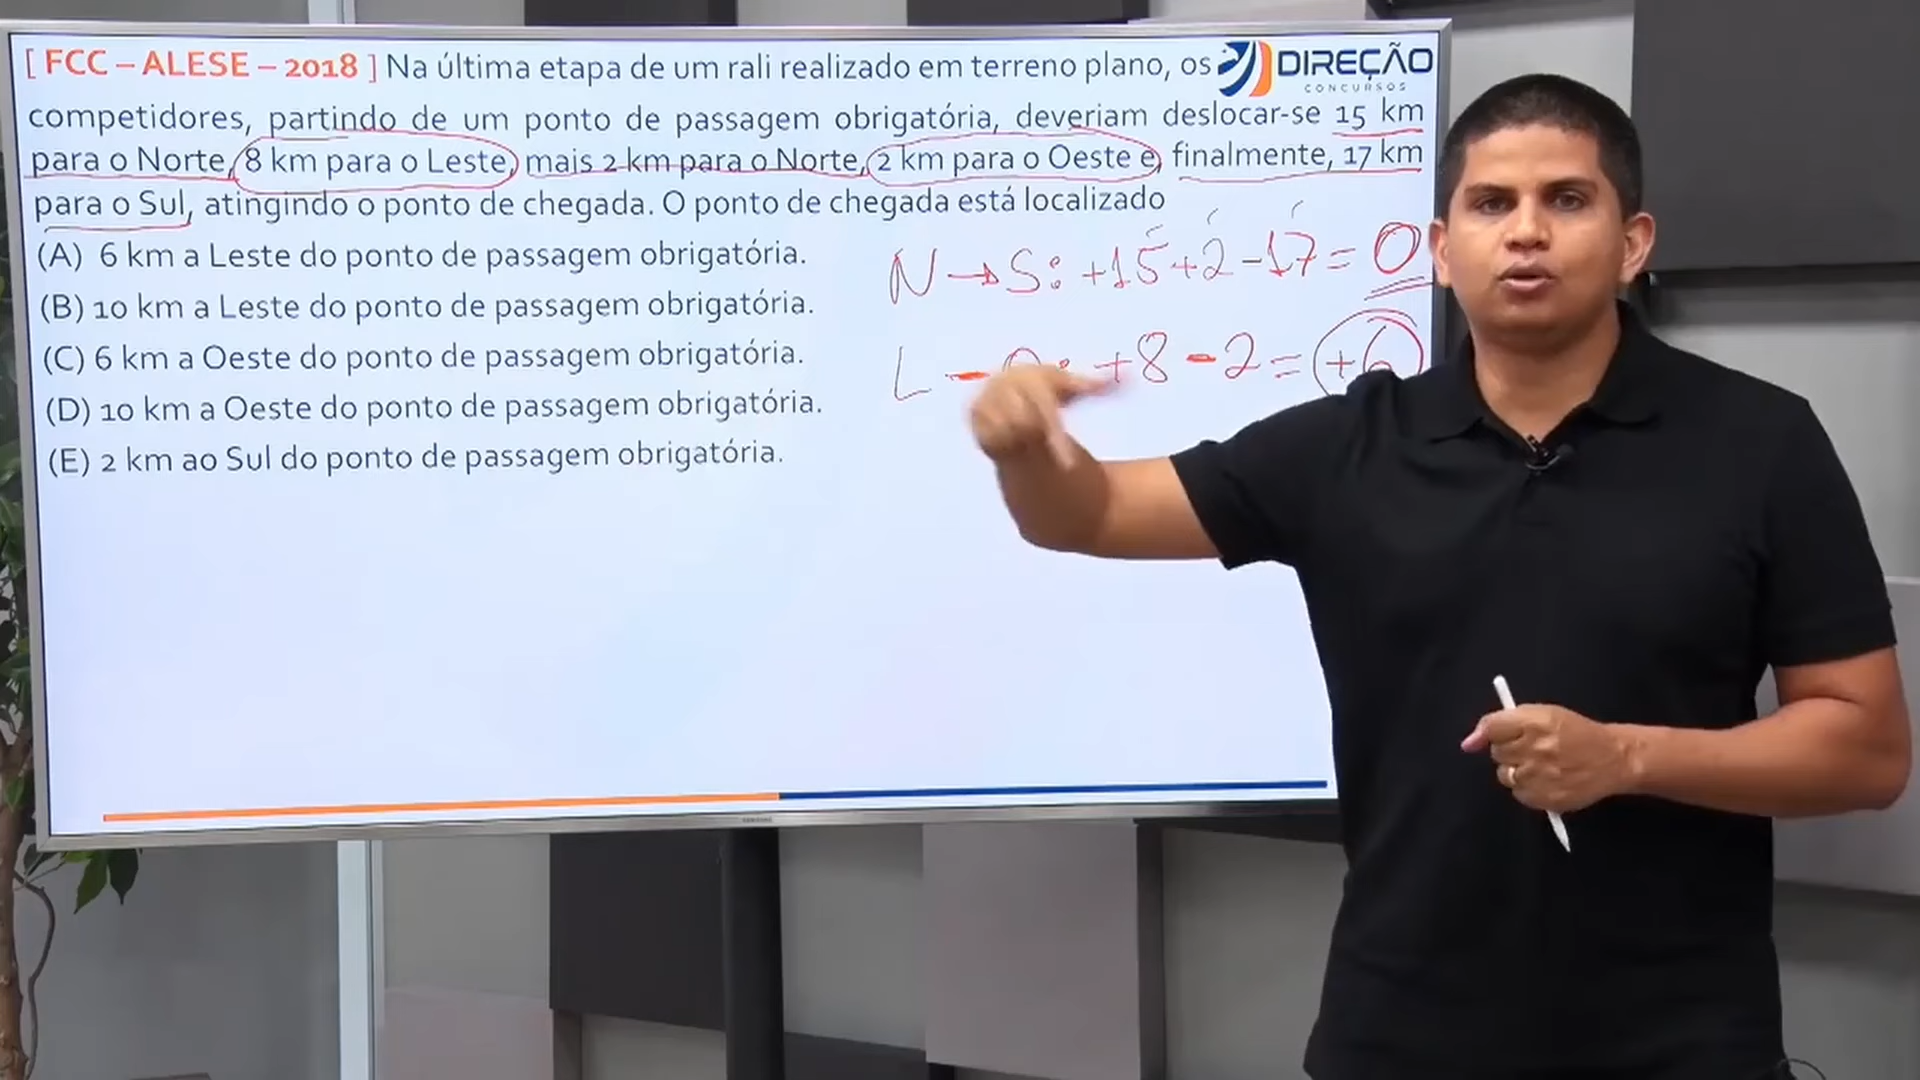 [ FCC – ALESE – 2018 ] Na última etapa de um rali realizado em terreno plano, os
DIREÇÃO
CONCURSOS
competidores, partindo de um ponto de passagem obrigatória, deveriam deslocar-se 15 km
para o Norte, 8 km para o Leste, mais 2 km para o Norte, 2 km para o Oeste e, finalmente, 17 km
para o Sul, atingindo o ponto de chegada. O ponto de chegada está localizado
(A) 6 km a Leste do ponto de passagem obrigatória.
(B) 10 km a Leste do ponto de passagem obrigatória.
(C) 6 km a Oeste do ponto de passagem obrigatória.
(D) 10 km a Oeste do ponto de passagem obrigatória.
(E) 2 km ao Sul do ponto de passagem obrigatória.
N → S: +15+2-17= 0
L - O: +8 - 2 = +6
SAMSUNG